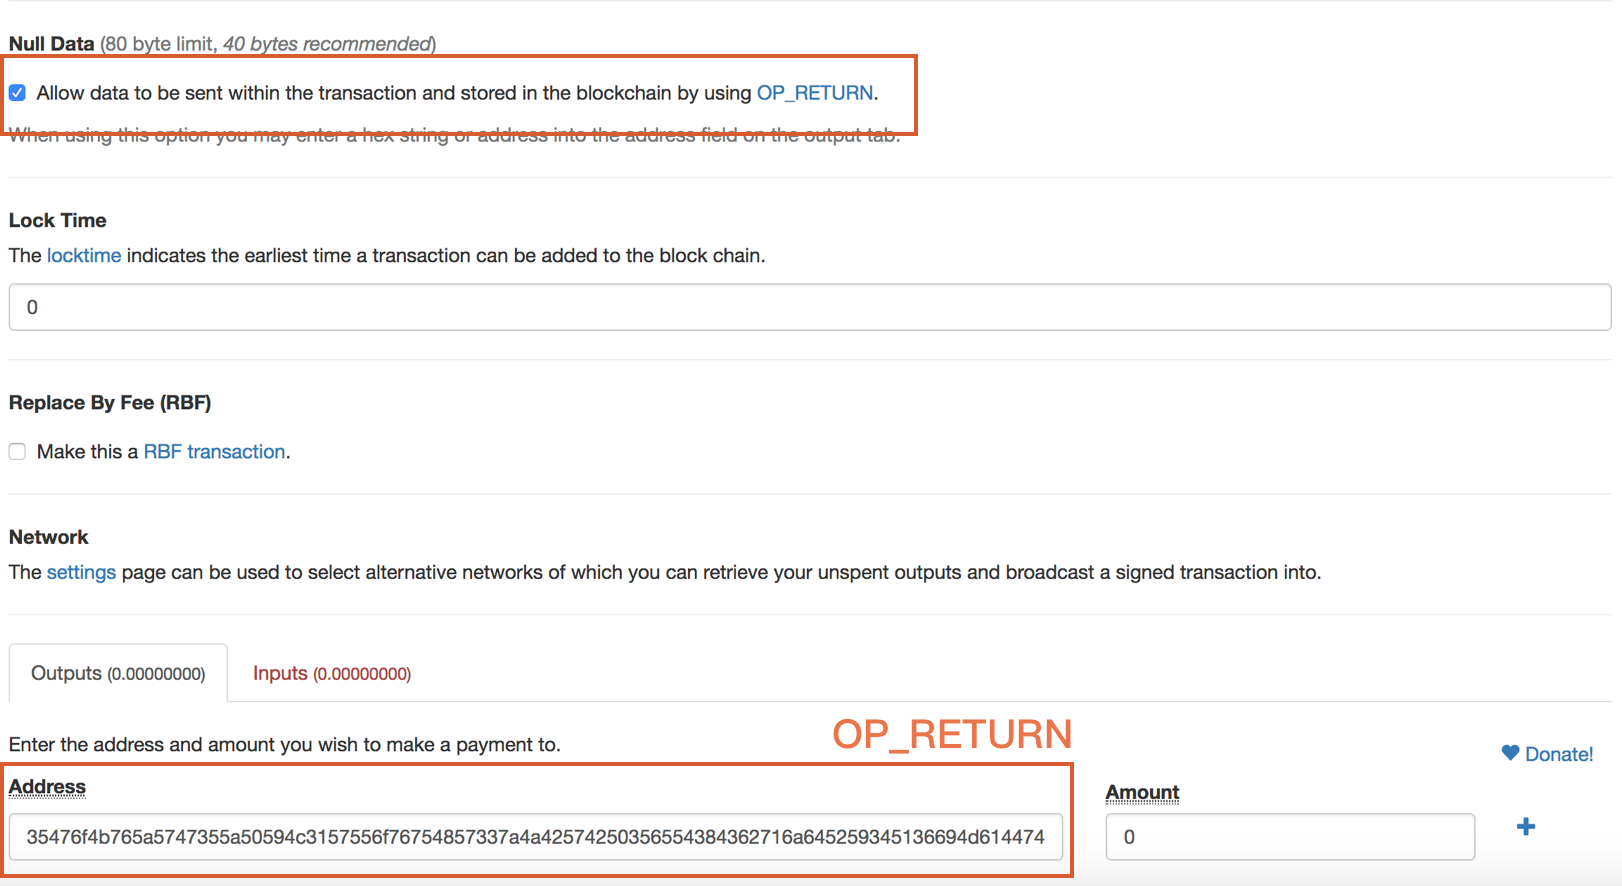 Null Data (80 byte limit, 40 bytes recommended)
Allow data to be sent within the transaction and stored in the blockchain by using OP_RETURN.
When using this option you may enter a hex string or address into the address field on the output tab.
Lock Time
The locktime indicates the earliest time a transaction can be added to the block chain.
0
Replace By Fee (RBF)
Make this a RBF transaction.
Network
The settings page can be used to select alternative networks of which you can retrieve your unspent outputs and broadcast a signed transaction into.
Outputs (0.00000000) Inputs (0.00000000)
OP_RETURN
Enter the address and amount you wish to make a payment to.
Donate!
Address Amount
35476f4b765a5747355a50594c3157556f76754857337a4a42574250356554384362716a645259345136694d614474 0